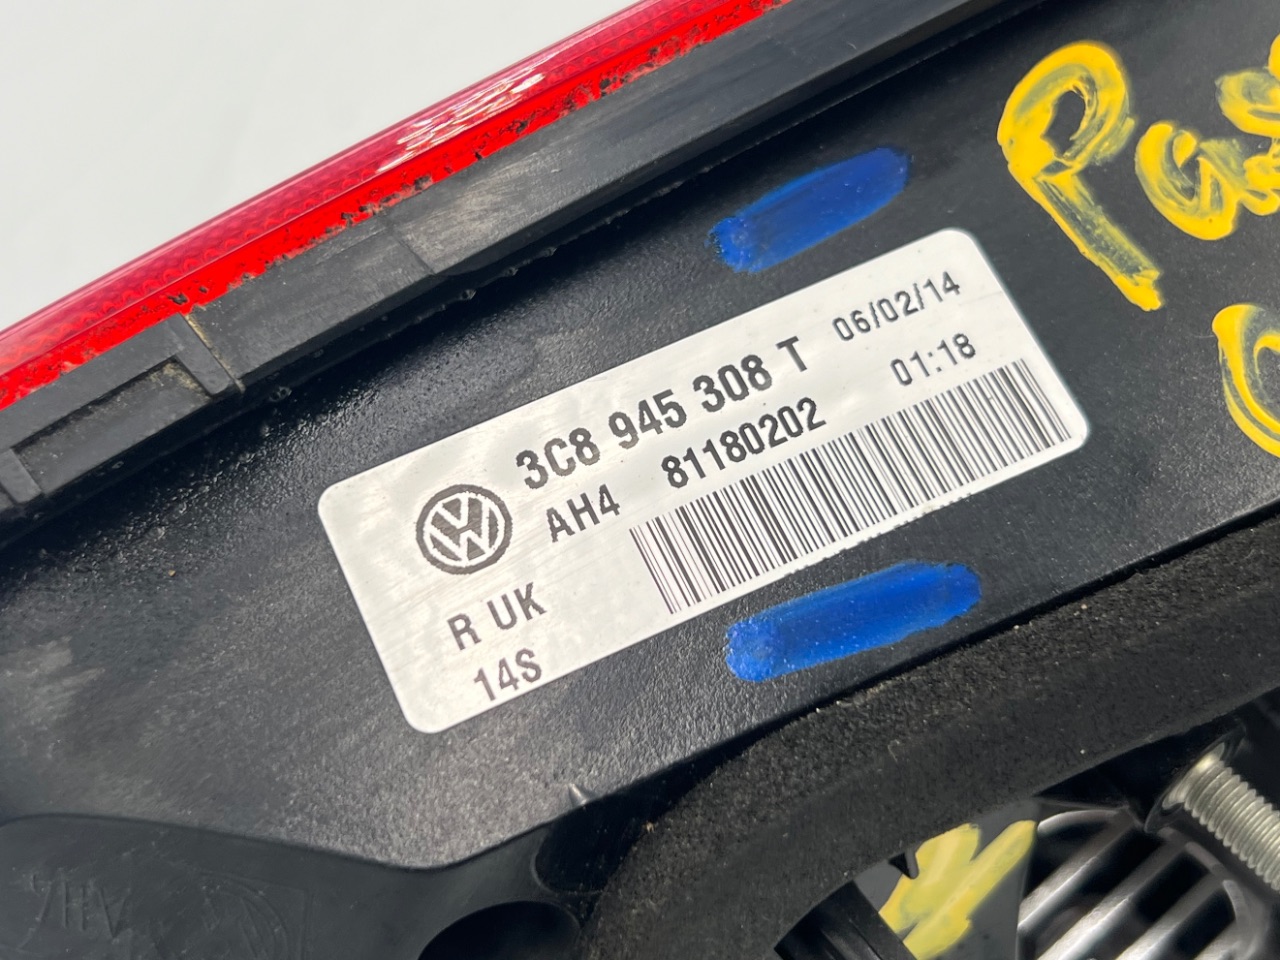 3C8 945 308 T 06/02/14
AH4 81180202 01:18
R UK
14S